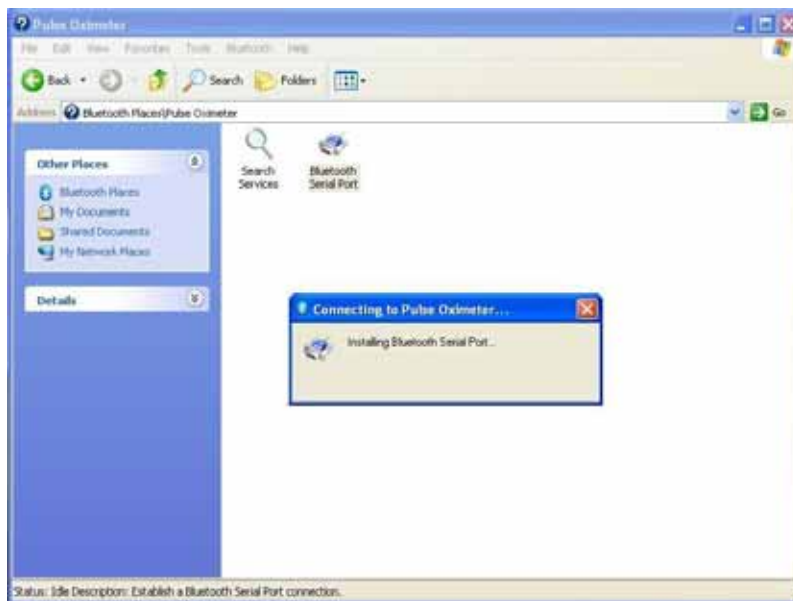 Pulse Oximeter
File Edit View Favorites Tools Bluetooth Help
Back Search Folders
Address Bluetooth Places\Pulse Oximeter Go
Other Places
Bluetooth Places
My Documents
Shared Documents
My Network Places
Details
Search Services
Bluetooth Serial Port
Connecting to Pulse Oximeter...
Installing Bluetooth Serial Port...
Status: Idle Description: Establish a Bluetooth Serial Port connection.